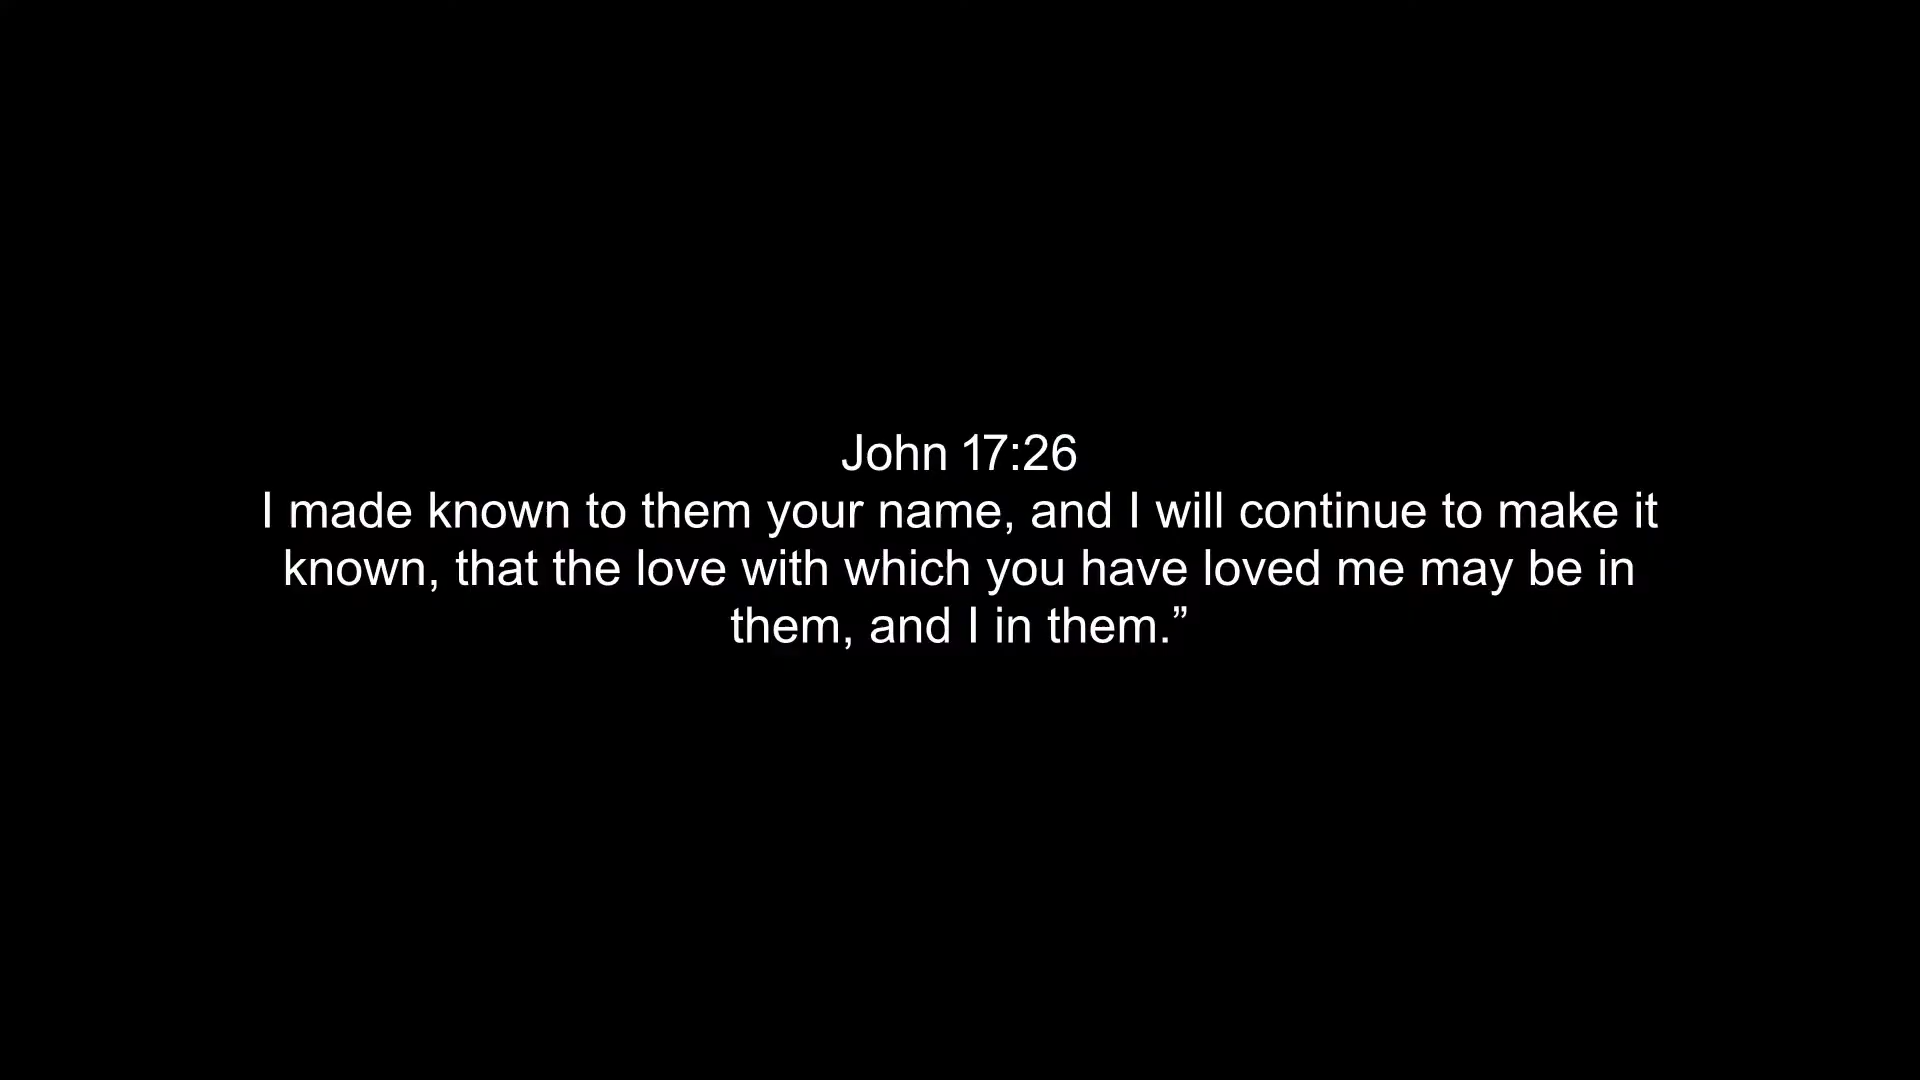 John 17:26
I made known to them your name, and I will continue to make it
known, that the love with which you have loved me may be in
them, and I in them.”